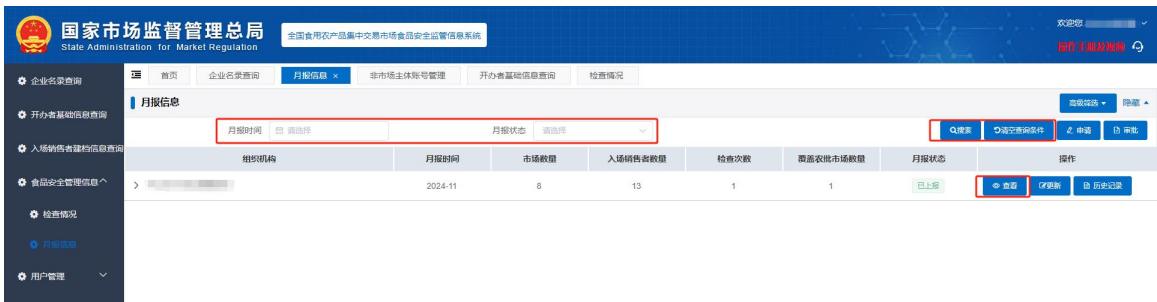 国家市场监督管理总局
State Administration for Market Regulation
全国食用农产品集中交易市场食品安全监管信息系统
欢迎您
企业名录查询
开办者基础信息查询
入场销售者建档信息查询
食品安全管理信息
检查情况
月报信息
用户管理
首页 企业名录查询 月报信息 × 非市场主体账号管理 开办者基础信息查询 检查情况
月报信息 高级筛选 隐藏
月报时间 请选择 月报状态 请选择 搜索 清空查询条件 申请 审批
组织机构 月报时间 市场数量 入场销售者数量 检查次数 覆盖农批市场数量 月报状态 操作
2024-11 8 13 1 1 已上报 查看 更新 历史记录